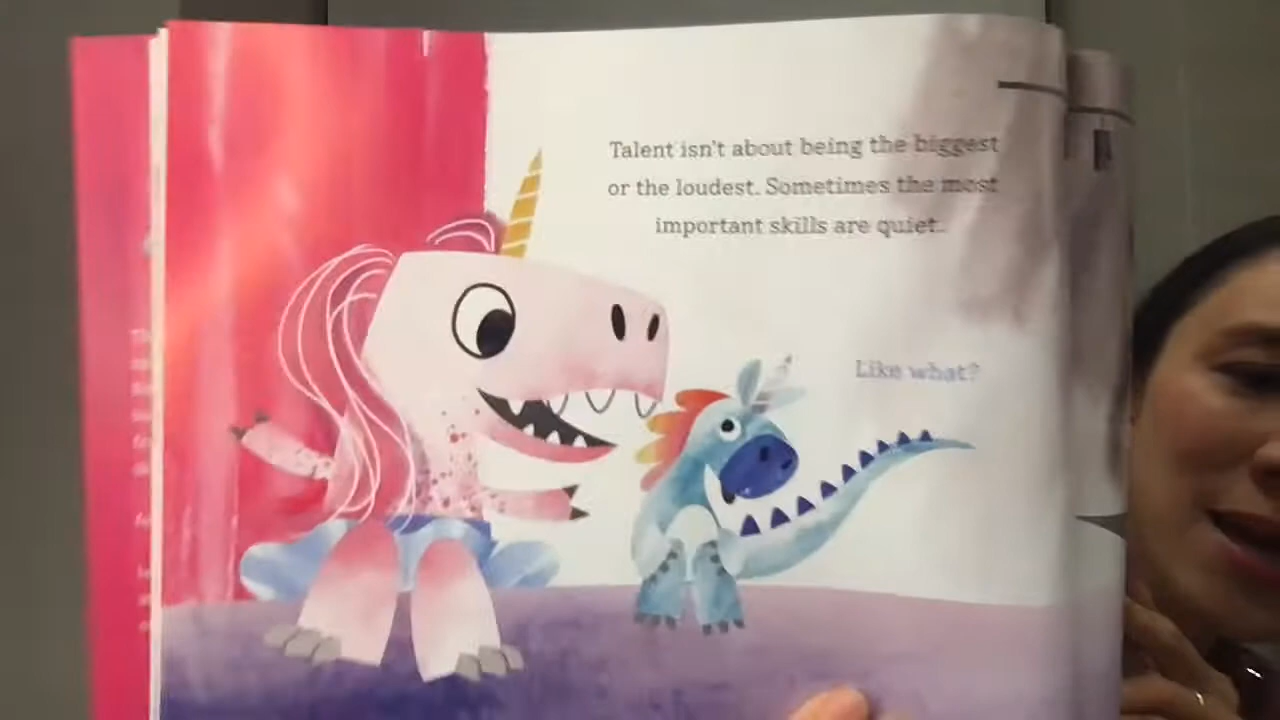 Talent isn't about being the biggest
or the loudest. Sometimes the most
important skills are quiet.
Like what?